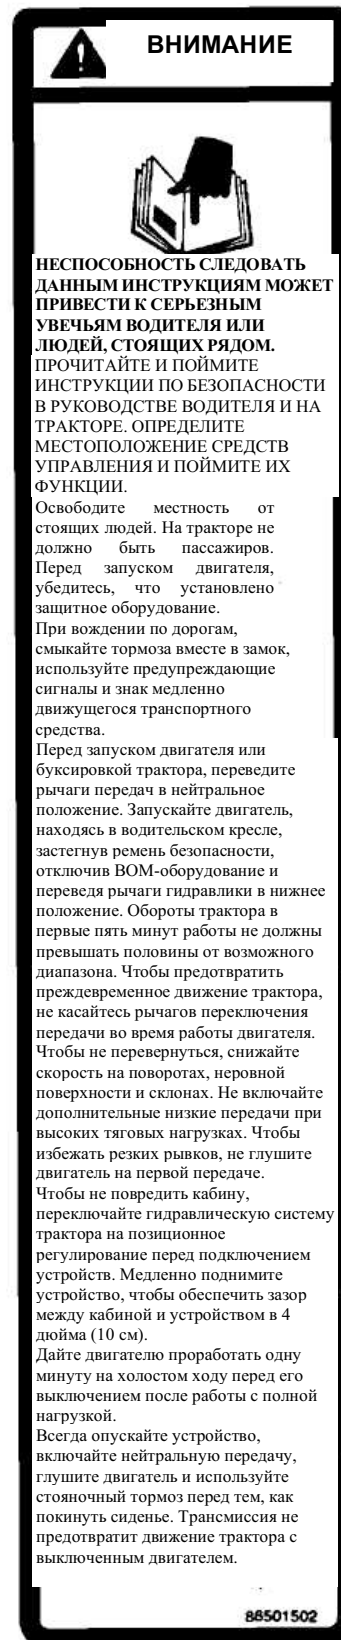 ВНИМАНИЕ
НЕСПОСОБНОСТЬ СЛЕДОВАТЬ
ДАННЫМ ИНСТРУКЦИЯМ МОЖЕТ
ПРИВЕСТИ К СЕРЬЕЗНЫМ
УВЕЧЬЯМ ВОДИТЕЛЯ ИЛИ
ЛЮДЕЙ, СТОЯЩИХ РЯДОМ.
ПРОЧИТАЙТЕ И ПОЙМИТЕ
ИНСТРУКЦИИ ПО БЕЗОПАСНОСТИ
В РУКОВОДСТВЕ ВОДИТЕЛЯ И НА
ТРАКТОРЕ. ОПРЕДЕЛИТЕ
МЕСТОПОЛОЖЕНИЕ СРЕДСТВ
УПРАВЛЕНИЯ И ПОЙМИТЕ ИХ
ФУНКЦИИ.
Освободите местность от
стоящих людей. На тракторе не
должно быть пассажиров.
Перед запуском двигателя,
убедитесь, что установлено
защитное оборудование.
При вождении по дорогам,
смыкайте тормоза вместе в замок,
используйте предупреждающие
сигналы и знак медленно
движущегося транспортного
средства.
Перед запуском двигателя или
буксировкой трактора, переведите
рычаги передач в нейтральное
положение. Запускайте двигатель,
находясь в водительском кресле,
застегнув ремень безопасности,
отключив ВОМ-оборудование и
переведя рычаги гидравлики в нижнее
положение. Обороты трактора в
первые пять минут работы не должны
превышать половины от возможного
диапазона. Чтобы предотвратить
преждевременное движение трактора,
не касайтесь рычагов переключения
передачи во время работы двигателя.
Чтобы не перевернуться, снижайте
скорость на поворотах, неровной
поверхности и склонах. Не включайте
дополнительные низкие передачи при
высоких тяговых нагрузках. Чтобы
избежать резких рывков, не глушите
двигатель на первой передаче.
Чтобы не повредить кабину,
переключайте гидравлическую систему
трактора на позиционное
регулирование перед подключением
устройств. Медленно поднимите
устройство, чтобы обеспечить зазор
между кабиной и устройством в 4
дюйма (10 см).
Дайте двигателю проработать одну
минуту на холостом ходу перед его
выключением после работы с полной
нагрузкой.
Всегда опускайте устройство,
включайте нейтральную передачу,
глушите двигатель и используйте
стояночный тормоз перед тем, как
покинуть сиденье. Трансмиссия не
предотвратит движение трактора с
выключенным двигателем.
86501502